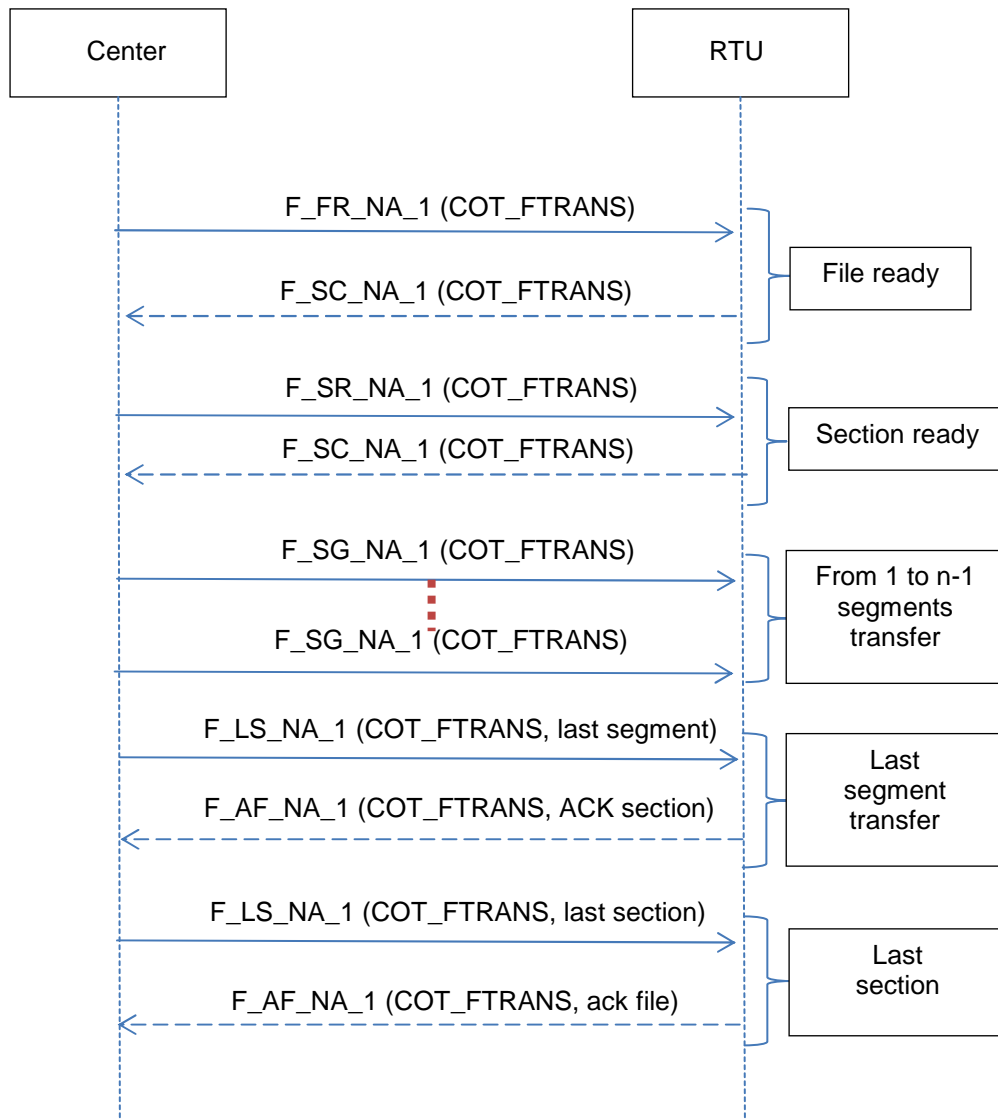 Center
RTU
F_FR_NA_1 (COT_FTRANS)
File ready
F_SC_NA_1 (COT_FTRANS)
F_SR_NA_1 (COT_FTRANS)
Section ready
F_SC_NA_1 (COT_FTRANS)
F_SG_NA_1 (COT_FTRANS)
From 1 to n-1
segments
transfer
F_SG_NA_1 (COT_FTRANS)
F_LS_NA_1 (COT_FTRANS, last segment)
Last
segment
transfer
F_AF_NA_1 (COT_FTRANS, ACK section)
F_LS_NA_1 (COT_FTRANS, last section)
Last
section
F_AF_NA_1 (COT_FTRANS, ack file)